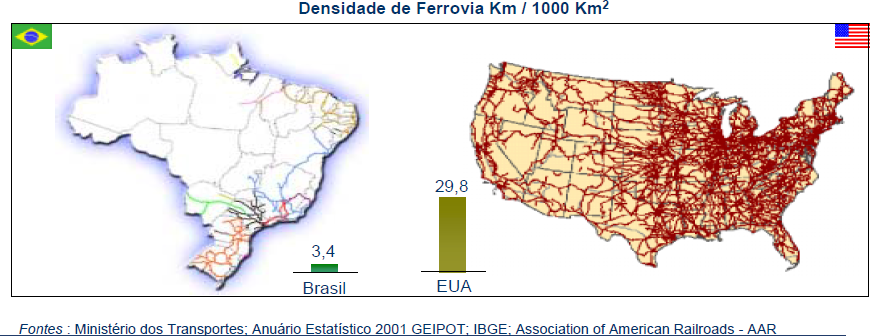 Densidade de Ferrovia Km / 1000 Km²
29,8
3,4
Brasil
EUA
Fontes : Ministério dos Transportes; Anuário Estatístico 2001 GEIPOT; IBGE; Association of American Railroads - AAR